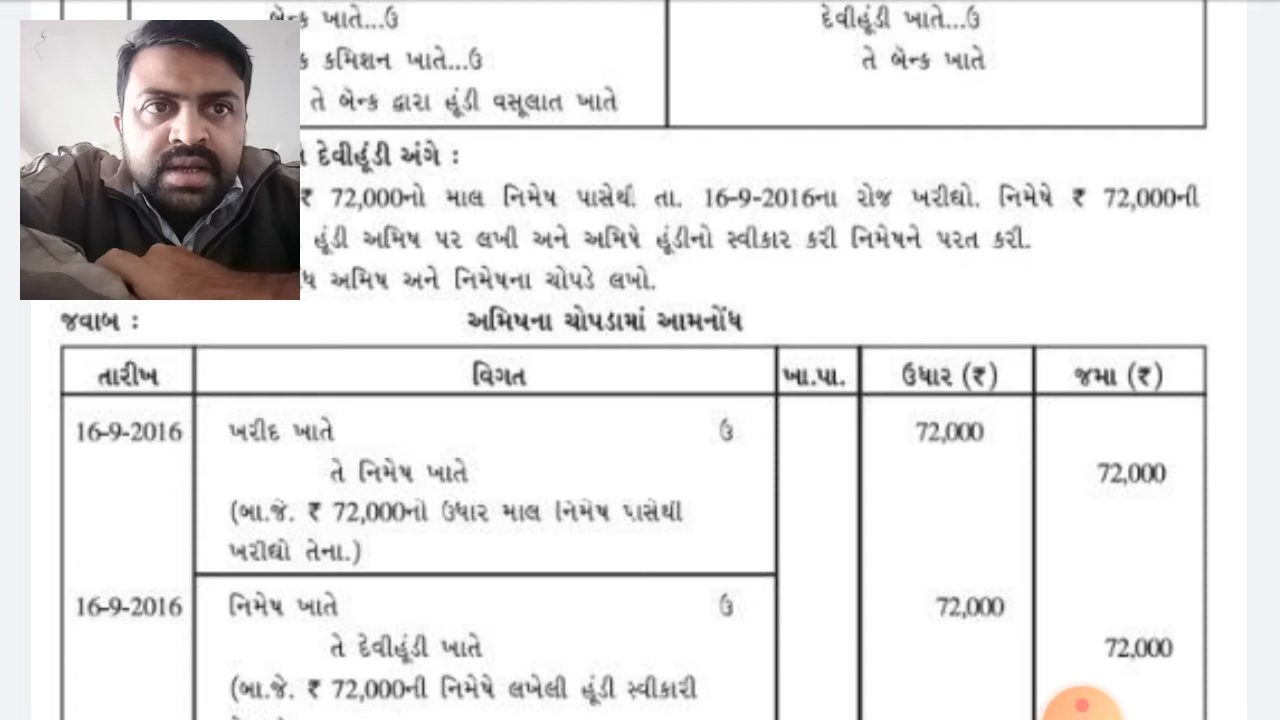 બૅન્ક ખાતે...ઉ
દેવીહૂંડી ખાતે...ઉ
કમિશન ખાતે...ઉ
તે બૅન્ક ખાતે
તે બૅન્ક દ્વારા હૂંડી વસૂલાત ખાતે
દેવીહૂંડી અંગે :
₹ 72,000નો માલ નિમેષ પાસેથી તા. 16-9-2016ના રોજ ખરીદ્યો. નિમેષે ₹ 72,000ની
હૂંડી અમિષ પર લખી અને અમિષે હૂંડીનો સ્વીકાર કરી નિમેષને પરત કરી.
અમિષ અને નિમેષના ચોપડે લખો.
જવાબ :
અમિષના ચોપડામાં આમનોંધ
તારીખ વિગત ખા.પા. ઉધાર (₹) જમા (₹)
16-9-2016 ખરીદ ખાતે ઉ 72,000
તે નિમેષ ખાતે 72,000
(બા.જે. ₹ 72,000નો ઉધાર માલ નિમેષ પાસેથી
ખરીદ્યો તેના.)
16-9-2016 નિમેષ ખાતે ઉ 72,000
તે દેવીહૂંડી ખાતે 72,000
(બા.જે. ₹ 72,000ની નિમેષે લખેલી હૂંડી સ્વીકારી